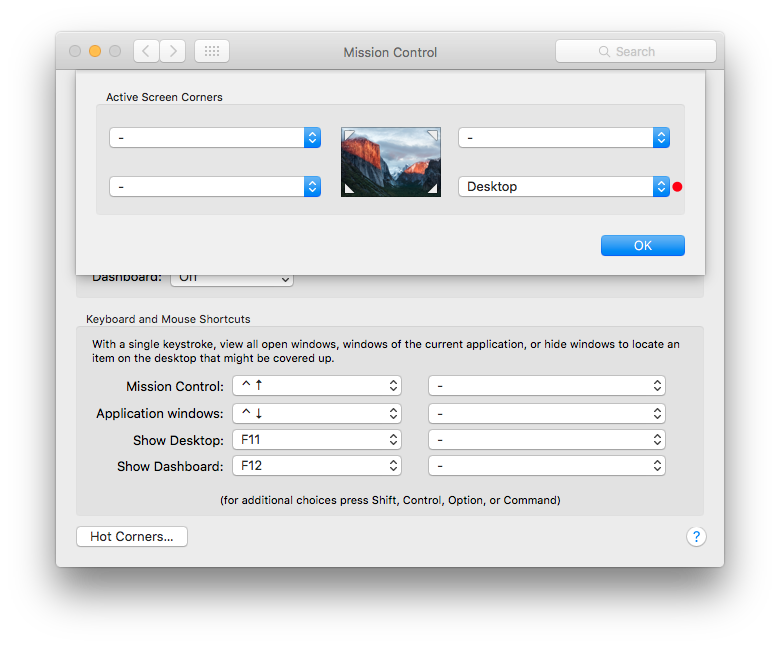 Mission Control
Search
Active Screen Corners
- -
- Desktop
OK
Dashboard: Off
Keyboard and Mouse Shortcuts
With a single keystroke, view all open windows, windows of the current application, or hide windows to locate an
item on the desktop that might be covered up.
Mission Control: ^ ↑ -
Application windows: ^ ↓ -
Show Desktop: F11 -
Show Dashboard: F12 -
(for additional choices press Shift, Control, Option, or Command)
Hot Corners... ?